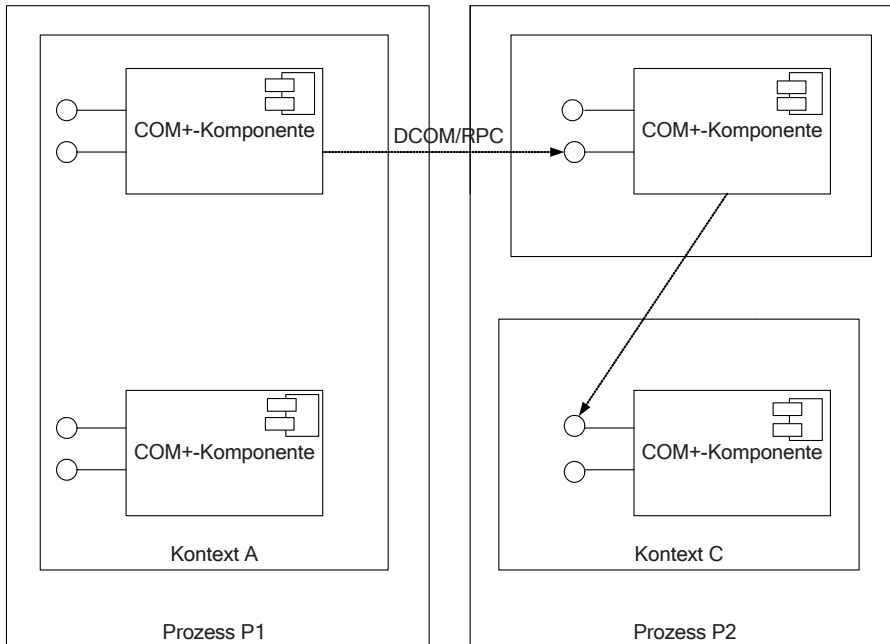 COM+-Komponente
DCOM/RPC
COM+-Komponente
COM+-Komponente
COM+-Komponente
Kontext A
Kontext C
Prozess P1
Prozess P2